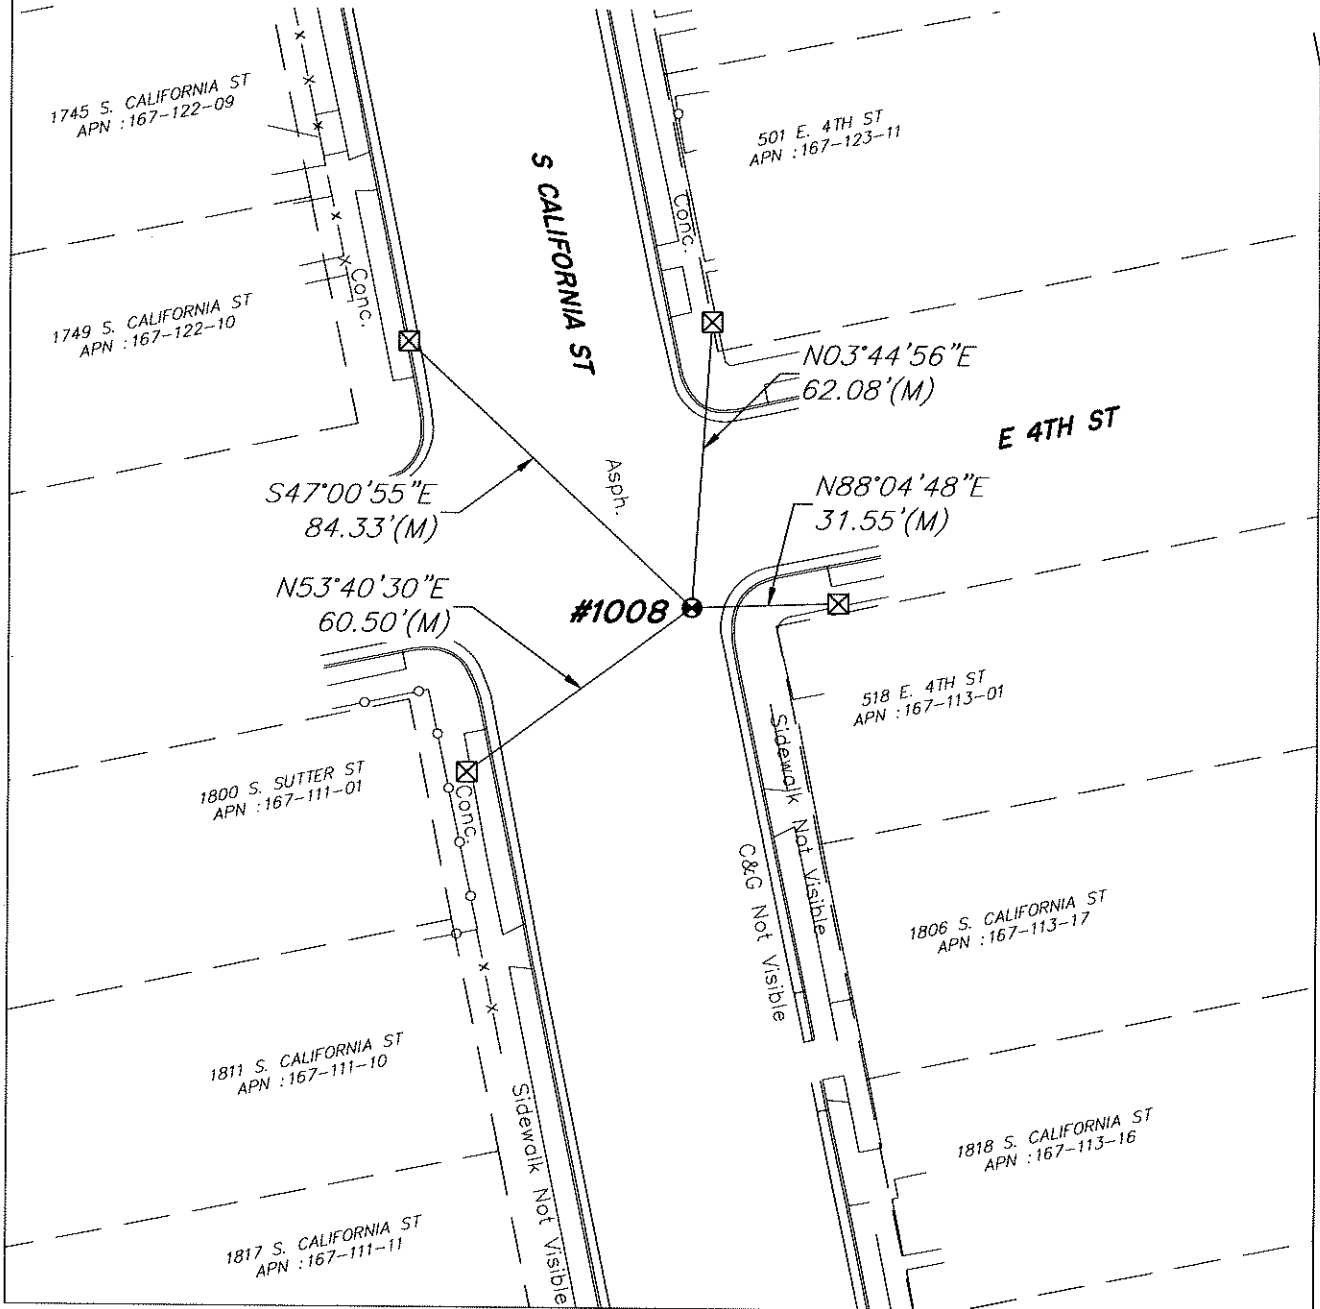 1745 S. CALIFORNIA ST
APN :167-122-09
501 E. 4TH ST
APN :167-123-11
S CALIFORNIA ST
Conc.
1749 S. CALIFORNIA ST
APN :167-122-10
Conc.
N03°44'56"E
62.08'(M)
E 4TH ST
Asph.
S47°00'55"E
84.33'(M)
N88°04'48"E
31.55'(M)
N53°40'30"E
60.50'(M)
#1008
518 E. 4TH ST
APN :167-113-01
1800 S. SUTTER ST
APN :167-111-01
Conc.
Sidewalk Not Visible
C&G Not Visible
1806 S. CALIFORNIA ST
APN :167-113-17
1811 S. CALIFORNIA ST
APN :167-111-10
Sidewalk Not Visible
1818 S. CALIFORNIA ST
APN :167-113-16
1817 S. CALIFORNIA ST
APN :167-111-11